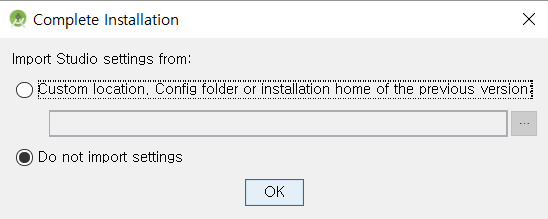 Complete Installation
Import Studio settings from:
Custom location. Config folder or installation home of the previous version:
...
Do not import settings
OK